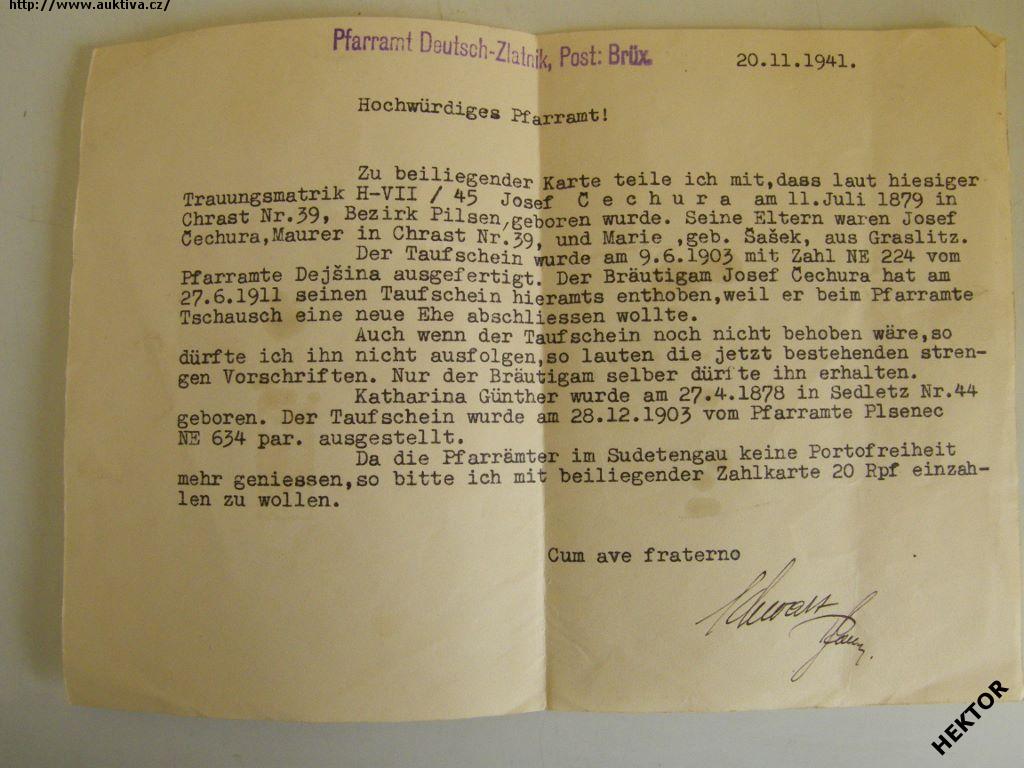 http://www.auktiva.cz/
Pfarramt Deutsch-Zlatnik, Post: Brüx.
20.11.1941.
Hochwürdiges Pfarramt!
Zu beiliegender Karte teile ich mit,dass laut hiesiger
Trauungsmatrik H-VII / 45 Josef Č e c h u r a am 11.Juli 1879 in
Chrast Nr.39, Bezirk Pilsen,geboren wurde. Seine Eltern waren Josef
Čechura,Maurer in Chrast Nr.39, und Marie ,geb. Šašek, aus Graslitz.
Der Taufschein wurde am 9.6.1903 mit Zahl NE 224 vom
Pfarramte Dejšina ausgefertigt. Der Bräutigam Josef Čechura hat am
27.6.1911 seinen Taufschein hieramts enthoben,weil er beim Pfarramte
Tschausch eine neue Ehe abschliessen wollte.
Auch wenn der Taufschein noch nicht behoben wäre,so
dürfte ich ihn nicht ausfolgen,so lauten die jetzt bestehenden stren-
gen Vorschriften. Nur der Bräutigam selber dürfte ihn erhalten.
Katharina Günther wurde am 27.4.1878 in Sedletz Nr.44
geboren. Der Taufschein wurde am 28.12.1903 vom Pfarramte Plsenec
NE 634 par. ausgestellt.
Da die Pfarrämter im Sudetengau keine Portofreiheit
mehr geniessen,so bitte ich mit beiliegender Zahlkarte 20 Rpf einzah-
len zu wollen.
Cum ave fraterno
HEKTOR